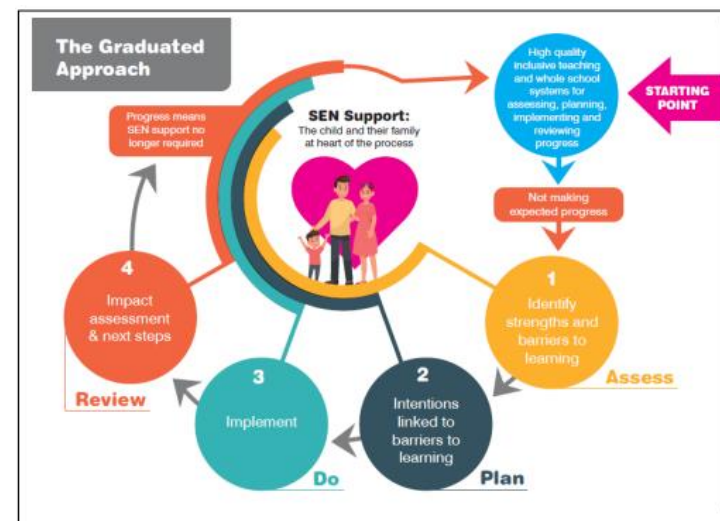 The Graduated
Approach
High quality
inclusive teaching
and whole school
systems for
assessing, planning,
implementing and
reviewing
progress
STARTING
POINT
Progress means
SEN support no
longer required
SEN Support:
The child and their family
at heart of the process
Not making
expected progress
1
Identify
strengths and
barriers to
learning
Assess
2
Intentions
linked to
barriers to
learning
Plan
3
Implement
Do
4
Impact
assessment
& next steps
Review